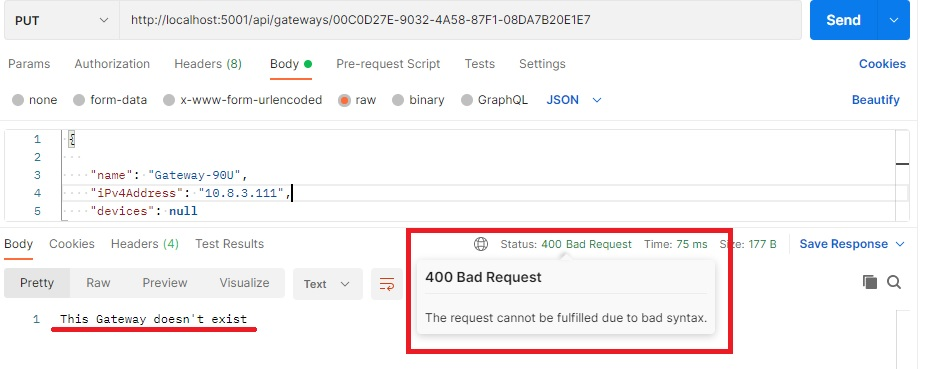 PUT http://localhost:5001/api/gateways/00C0D27E-9032-4A58-87F1-08DA7B20E1E7 Send
Params Authorization Headers (8) Body Pre-request Script Tests Settings Cookies
none form-data x-www-form-urlencoded raw binary GraphQL JSON Beautify
1 {
2
3 "name": "Gateway-90U",
4 "iPv4Address": "10.8.3.111",
5 "devices": null
Body Cookies Headers (4) Test Results Status: 400 Bad Request Time: 75 ms Size: 177 B Save Response
Pretty Raw Preview Visualize Text
400 Bad Request
The request cannot be fulfilled due to bad syntax.
1 This Gateway doesn't exist